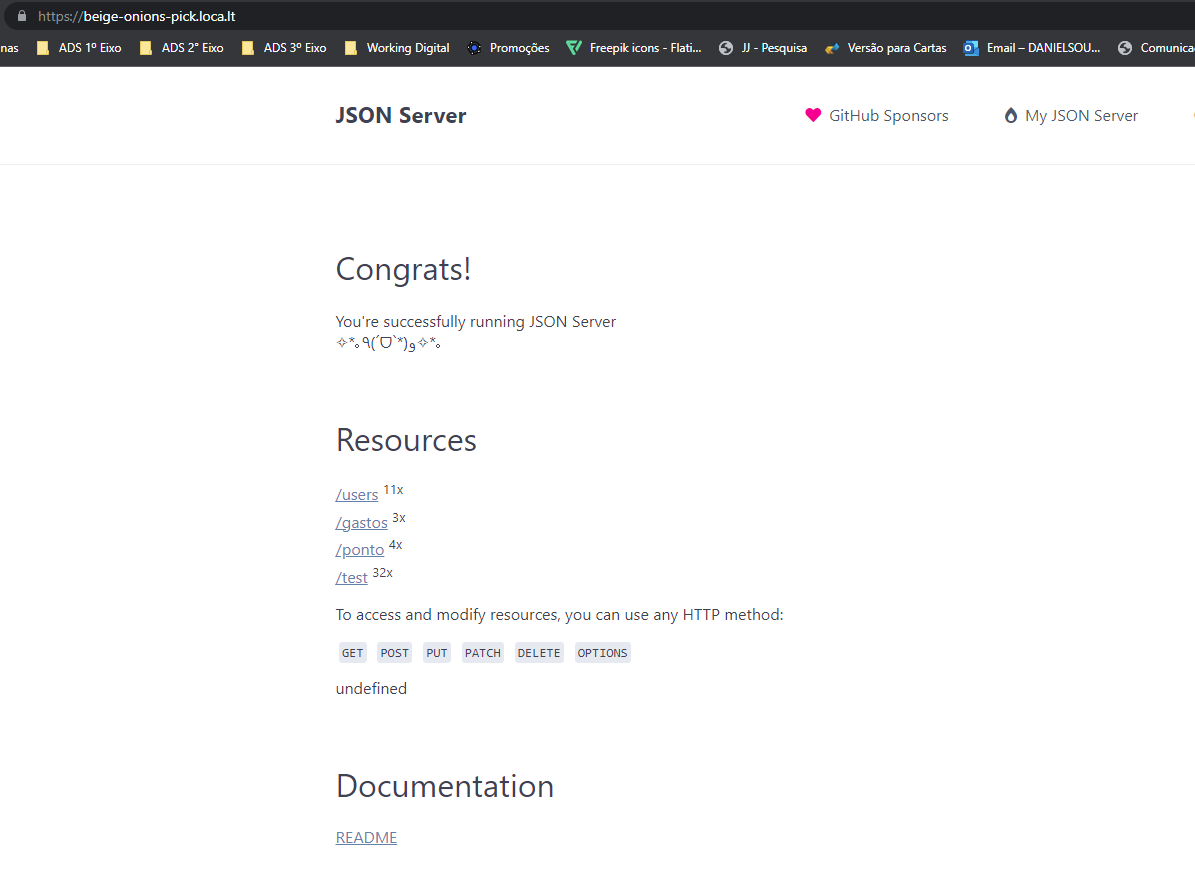 https://beige-onions-pick.loca.lt
nas ADS 1º Eixo ADS 2° Eixo ADS 3º Eixo Working Digital Promoções Freepik icons - Flati... JJ - Pesquisa Versão para Cartas Email – DANIELSOU... Comunica
JSON Server GitHub Sponsors My JSON Server
Congrats!
You're successfully running JSON Server
✧*｡٩(ˊᗜˋ*)و✧*｡
Resources
/users 11x
/gastos 3x
/ponto 4x
/test 32x
To access and modify resources, you can use any HTTP method:
GET POST PUT PATCH DELETE OPTIONS
undefined
Documentation
README